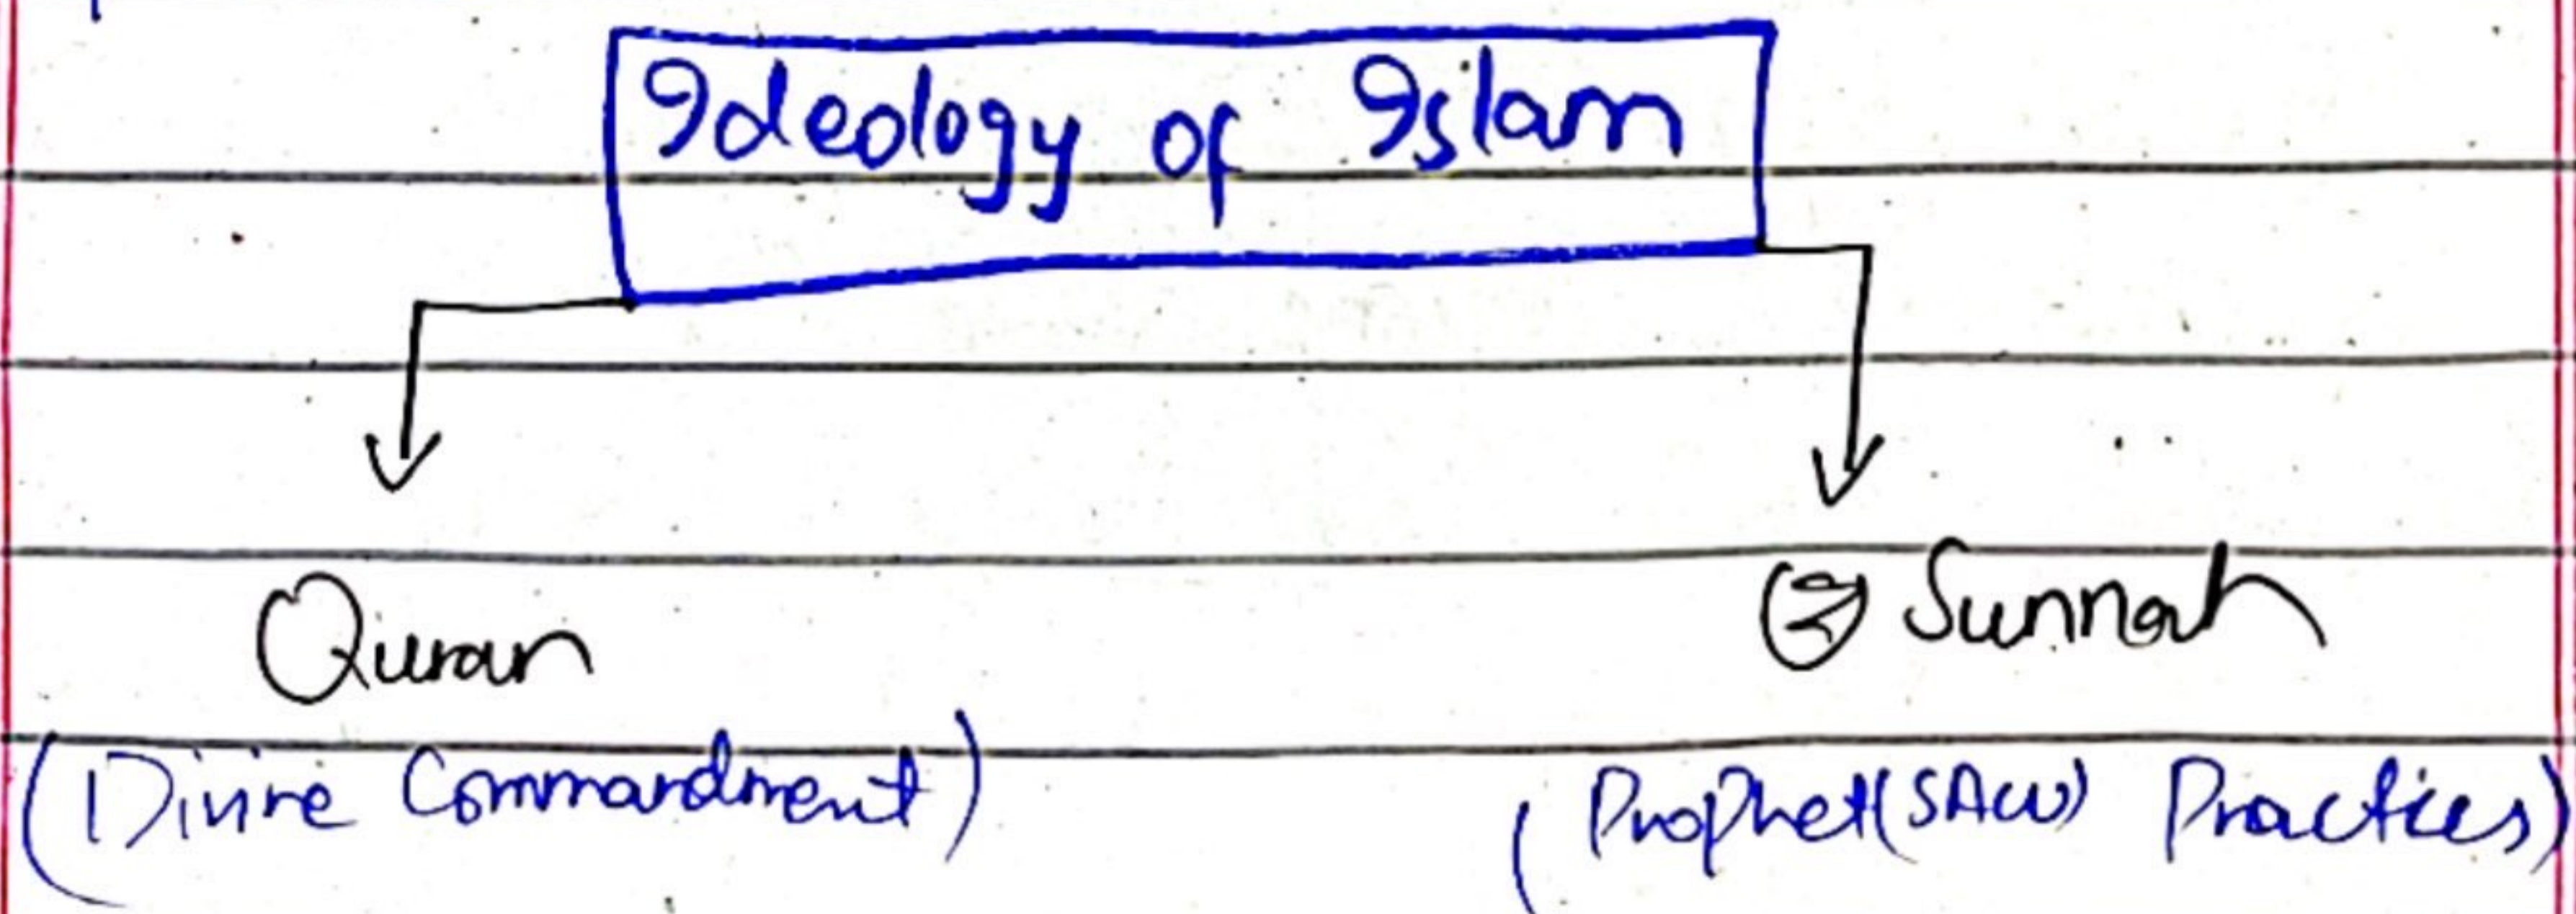 Ideology of Islam
Quran
② Sunnah
(Divine Commandment)
(Prophet(SAW) Practices)